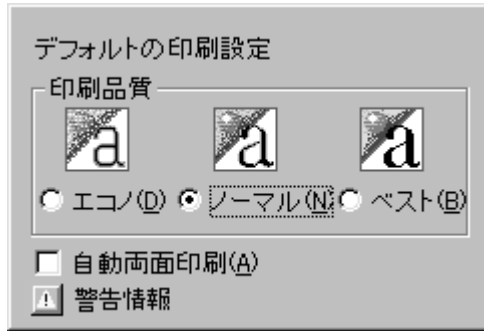 デフォルトの印刷設定
印刷品質
a a a
エコノ(D) ノーマル(N) ベスト(B)
自動両面印刷(A)
警告情報